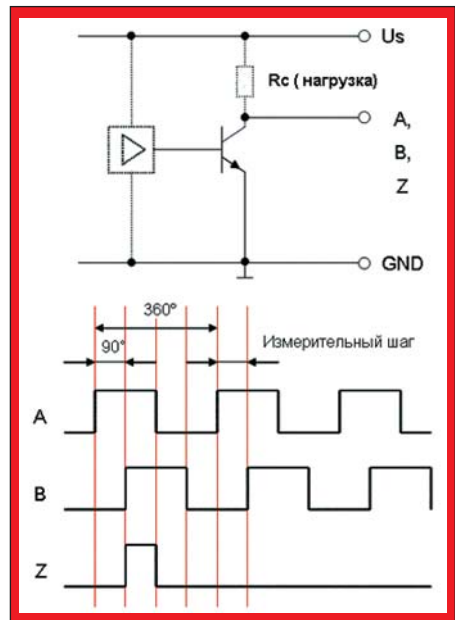 Us
Rc ( нагрузка)
A,
B,
Z
GND
360°
90°
Измерительный шаг
A
B
Z